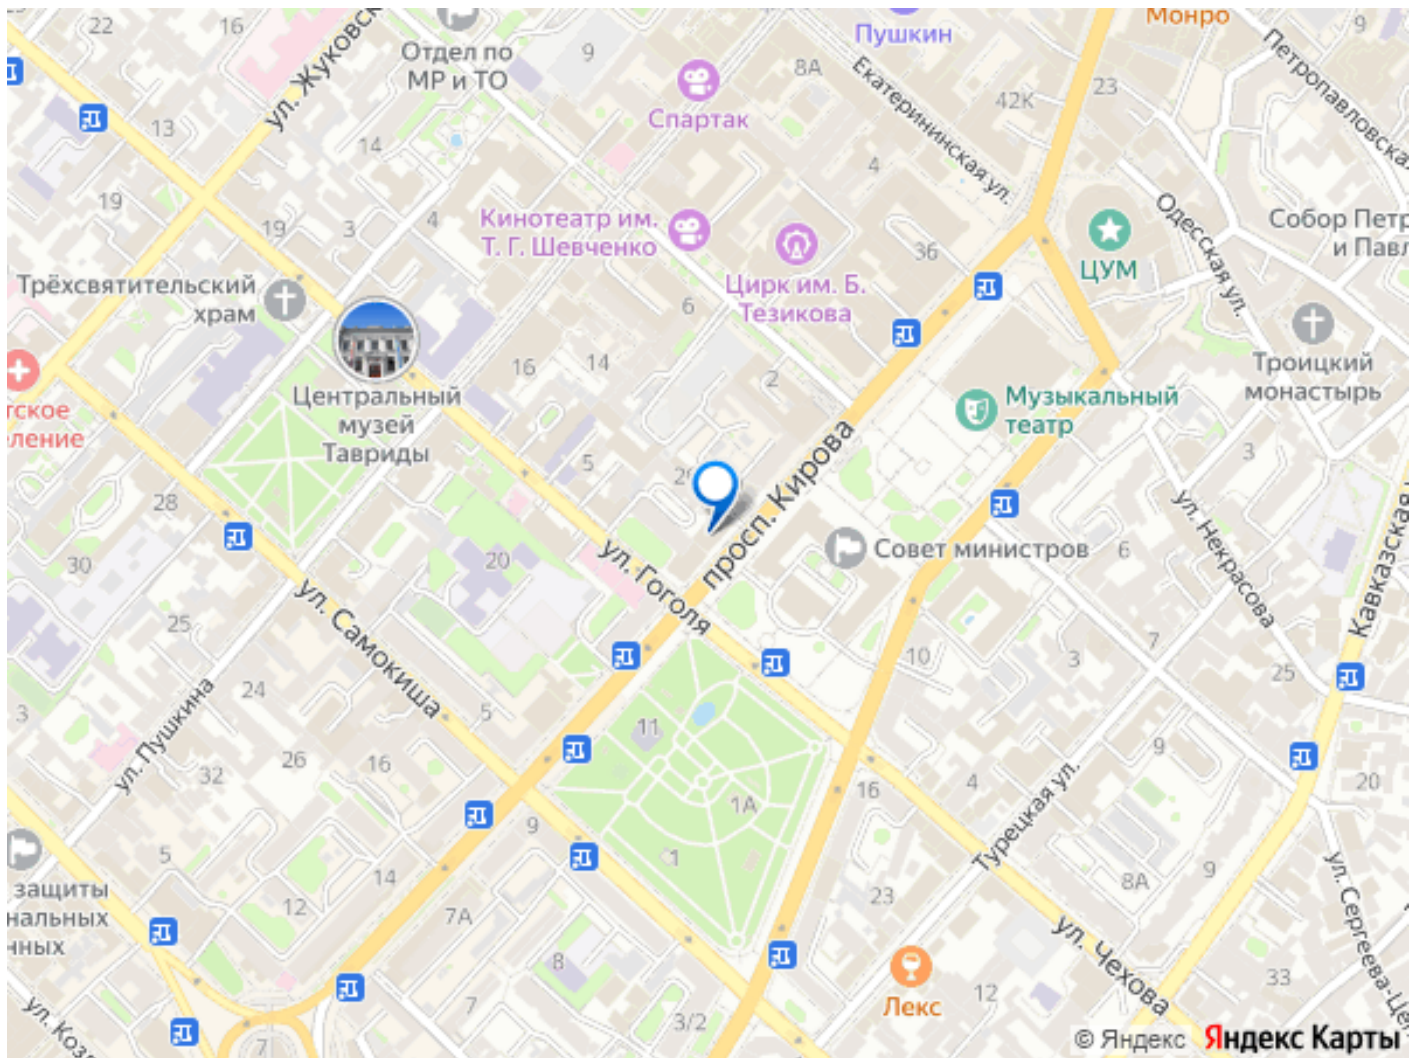 22
16
ул. Жуковск
Отдел по
МР и ТО
9
Пушкин
8А
Монро
9
Спартак
Екатерининская ул.
42К
23
Петропавловская
13
14
4
19
19
3
4
Кинотеатр им.
Т. Г. Шевченко
Цирк им. Б.
Тезикова
36
ЦУМ
Одесская ул.
Собор Петр
и Павл
Трёхсвятительский
храм
6
16
14
2
Троицкий
монастырь
Центральный
музей
Тавриды
тское
еление
Музыкальный
театр
5
просп. Кирова
3
28
20
ул. Гоголя
Совет министров
6
ул. Некрасова
Кавказская
30
25
ул. Самокиша
24
5
10
3
7
25
3
ул. Пушкина
26
32
16
11
1А
16
4
9
20
Турецкая ул.
9
1
5
14
12
7А
23
8А
9
защиты
нальных
нных
8
7
3/2
Лекс
12
ул. Чехова
33
ул. Сергеева-Це
ул. Коз
7
© Яндекс Яндекс Карты